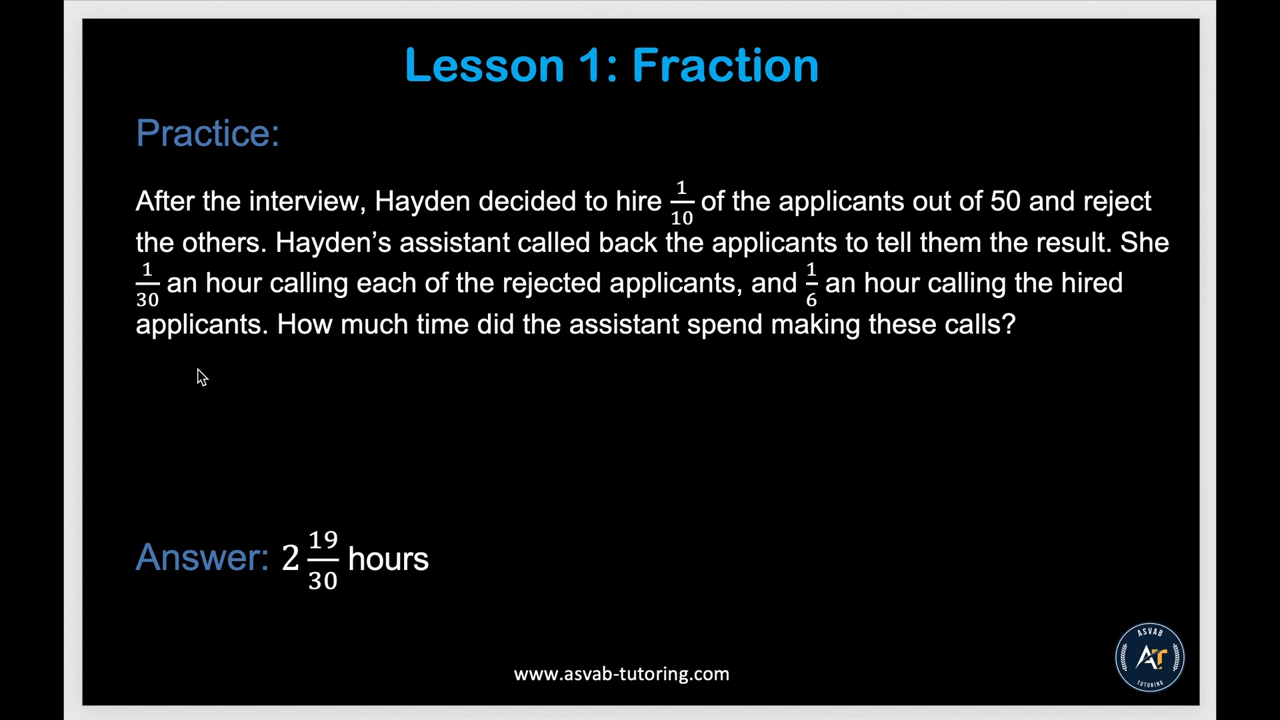 Lesson 1: Fraction
Practice:
After the interview, Hayden decided to hire 1/10 of the applicants out of 50 and reject
the others. Hayden’s assistant called back the applicants to tell them the result. She
1/30 an hour calling each of the rejected applicants, and 1/6 an hour calling the hired
applicants. How much time did the assistant spend making these calls?
Answer: 2 19/30 hours
ASVAB
AT
TUTORING
www.asvab-tutoring.com